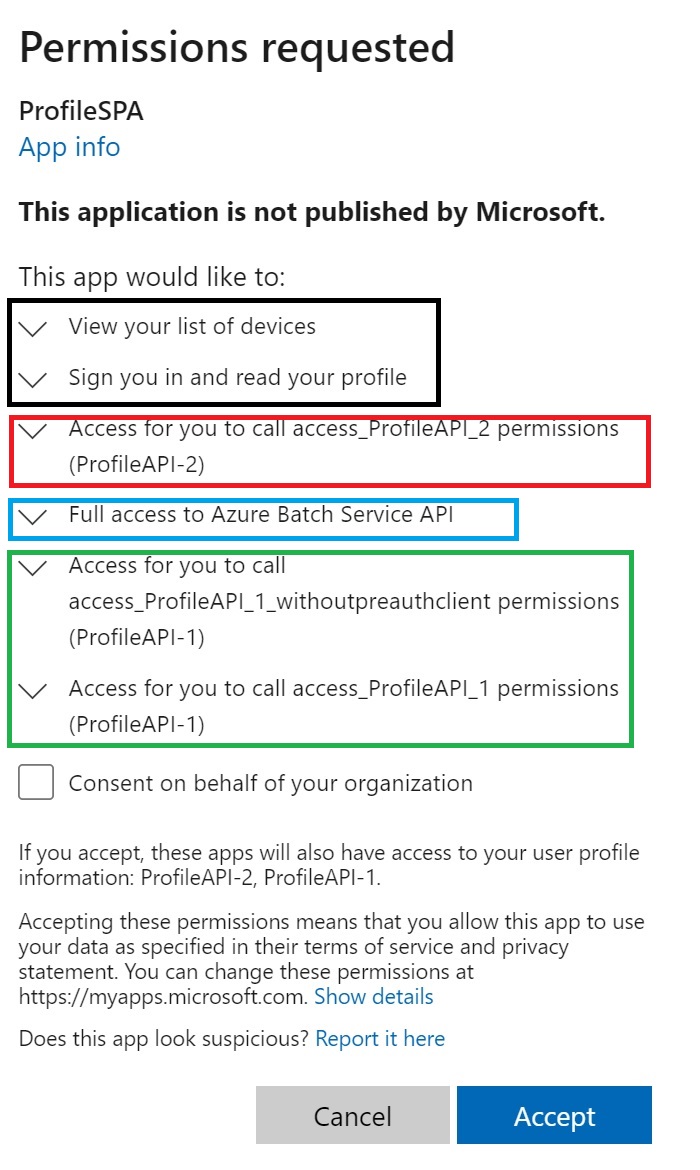 Permissions requested
ProfileSPA
App info
This application is not published by Microsoft.
This app would like to:
View your list of devices
Sign you in and read your profile
Access for you to call access_ProfileAPI_2 permissions
(ProfileAPI-2)
Full access to Azure Batch Service API
Access for you to call
access_ProfileAPI_1_withoutpreauthclient permissions
(ProfileAPI-1)
Access for you to call access_ProfileAPI_1 permissions
(ProfileAPI-1)
Consent on behalf of your organization
If you accept, these apps will also have access to your user profile
information: ProfileAPI-2, ProfileAPI-1.
Accepting these permissions means that you allow this app to use
your data as specified in their terms of service and privacy
statement. You can change these permissions at
https://myapps.microsoft.com. Show details
Does this app look suspicious? Report it here
Cancel
Accept